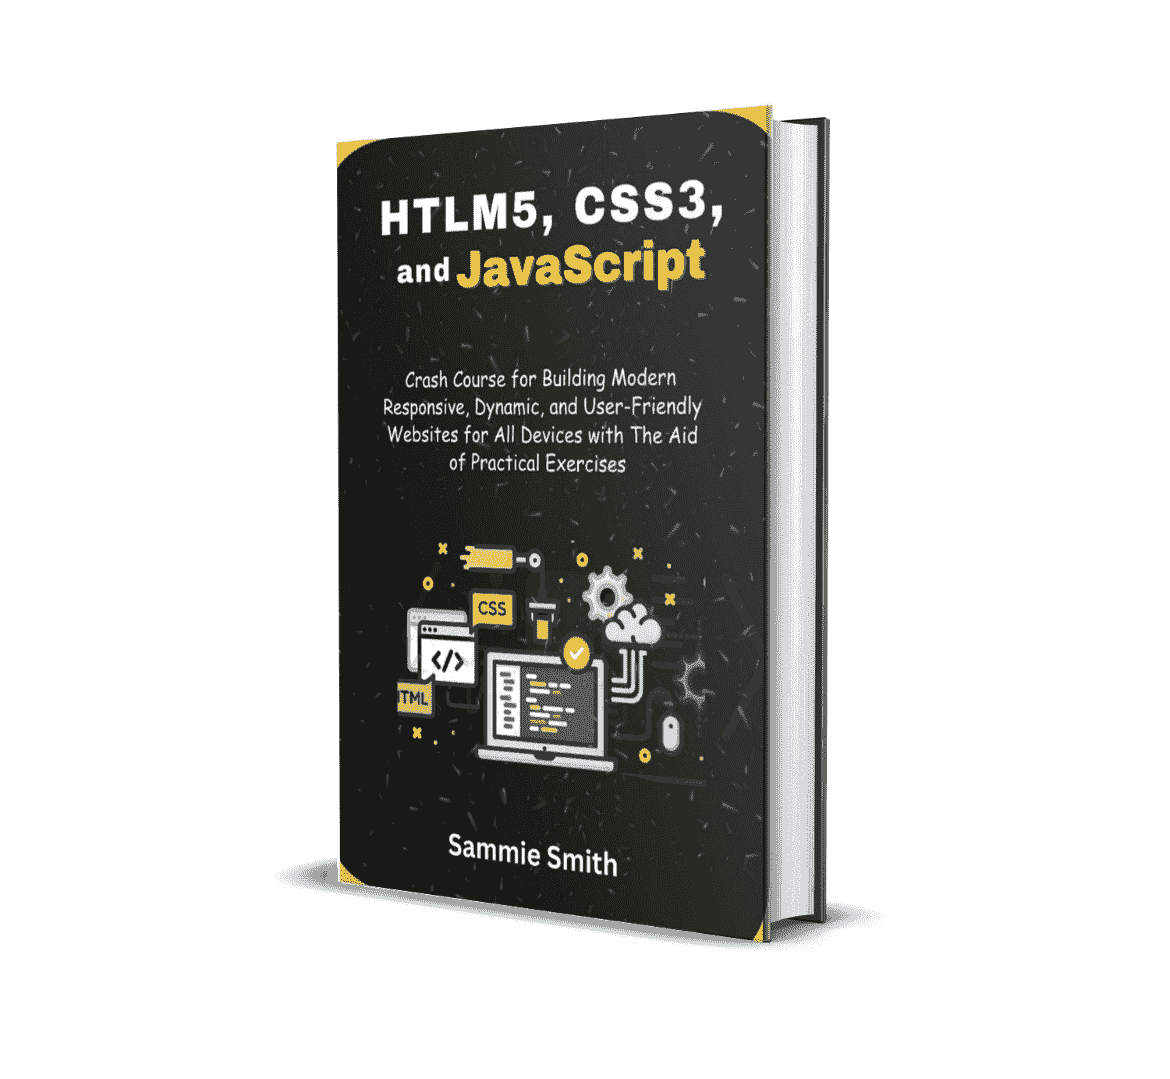 HTLM5, CSS3,
and JavaScript
Crash Course for Building Modern
Responsive, Dynamic, and User-Friendly
Websites for All Devices with The Aid
of Practical Exercises
CSS
</>
TML
Sammie Smith